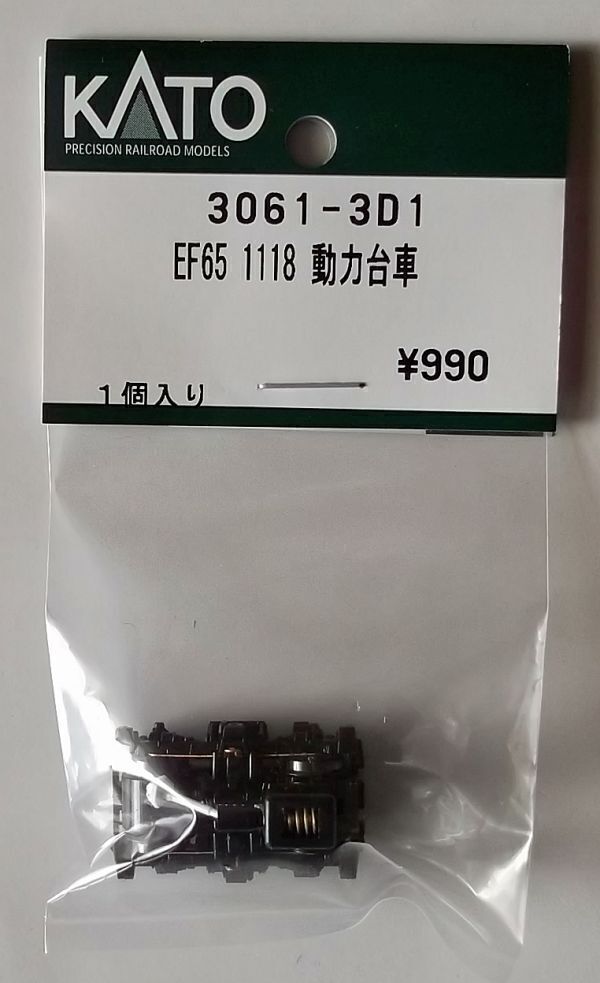 KATO
PRECISION RAILROAD MODELS
3061-3D1
EF65 1118 動力台車
¥990
1個入り